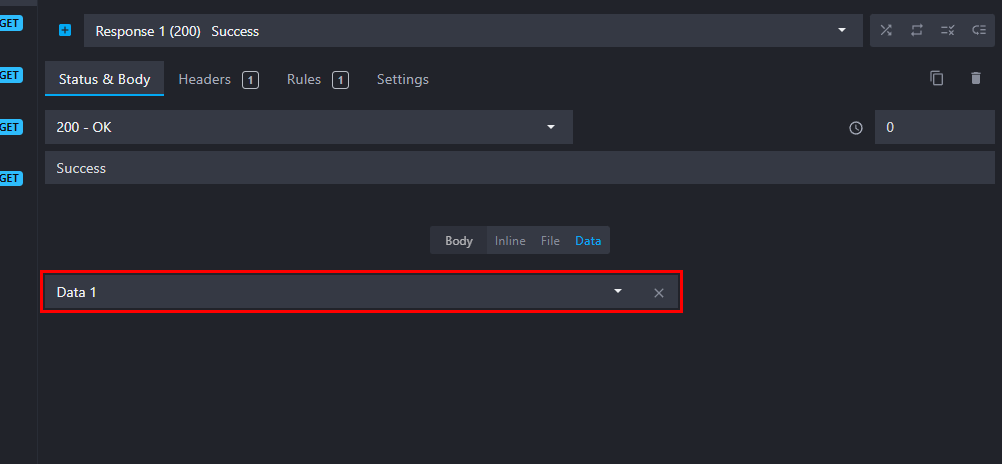 GET
Response 1 (200) Success
GET
Status & Body Headers 1 Rules 1 Settings
GET
200 - OK
0
Success
GET
Body Inline File Data
Data 1